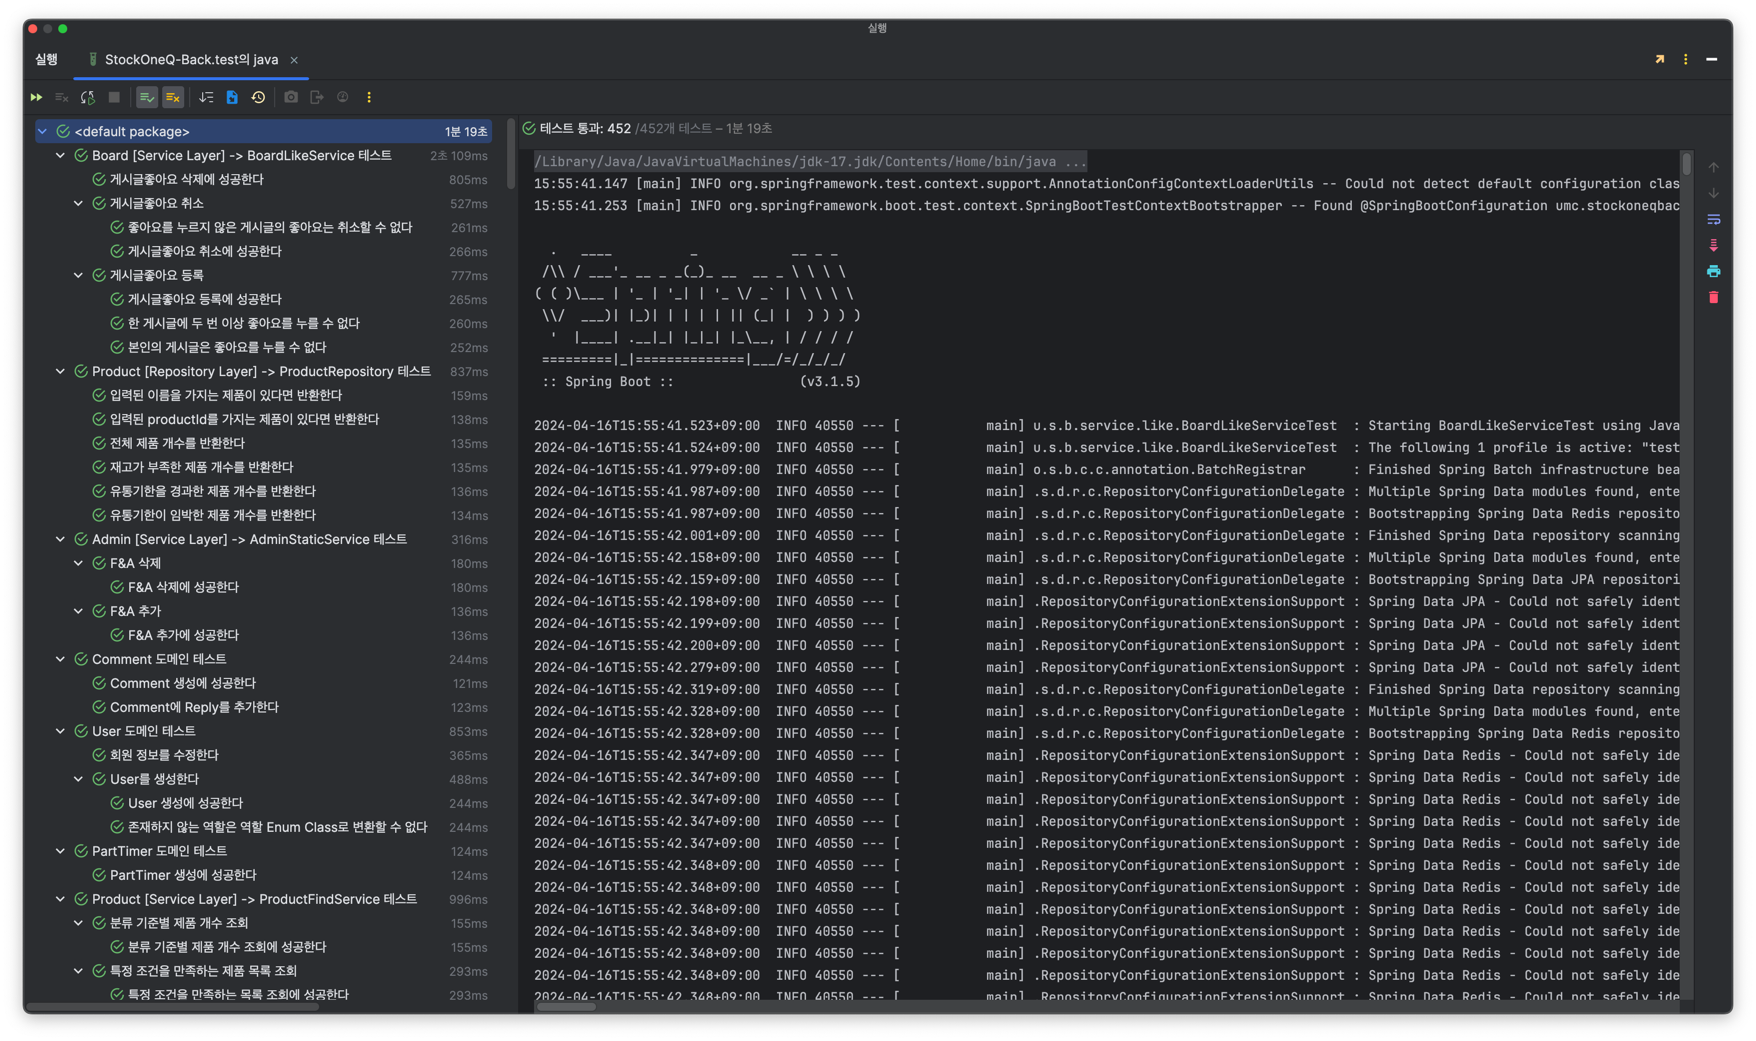 실행
실행
StockOneQ-Back.test의 java
<default package> 1분 19초
Board [Service Layer] -> BoardLikeService 테스트 2초 109ms
게시글좋아요 삭제에 성공한다 805ms
게시글좋아요 취소 527ms
좋아요를 누르지 않은 게시글의 좋아요는 취소할 수 없다 261ms
게시글좋아요 취소에 성공한다 266ms
게시글좋아요 등록 777ms
게시글좋아요 등록에 성공한다 265ms
한 게시글에 두 번 이상 좋아요를 누를 수 없다 260ms
본인의 게시글은 좋아요를 누를 수 없다 252ms
Product [Repository Layer] -> ProductRepository 테스트 837ms
입력된 이름을 가지는 제품이 있다면 반환한다 159ms
입력된 productId를 가지는 제품이 있다면 반환한다 138ms
전체 제품 개수를 반환한다 135ms
재고가 부족한 제품 개수를 반환한다 135ms
유통기한을 경과한 제품 개수를 반환한다 136ms
유통기한이 임박한 제품 개수를 반환한다 134ms
Admin [Service Layer] -> AdminStaticService 테스트 316ms
F&A 삭제 180ms
F&A 삭제에 성공한다 180ms
F&A 추가 136ms
F&A 추가에 성공한다 136ms
Comment 도메인 테스트 244ms
Comment 생성에 성공한다 121ms
Comment에 Reply를 추가한다 123ms
User 도메인 테스트 853ms
회원 정보를 수정한다 365ms
User를 생성한다 488ms
User 생성에 성공한다 244ms
존재하지 않는 역할은 역할 Enum Class로 변환할 수 없다 244ms
PartTimer 도메인 테스트 124ms
PartTimer 생성에 성공한다 124ms
Product [Service Layer] -> ProductFindService 테스트 996ms
분류 기준별 제품 개수 조회 155ms
분류 기준별 제품 개수 조회에 성공한다 155ms
특정 조건을 만족하는 제품 목록 조회 293ms
특정 조건을 만족하는 목록 조회에 성공한다 293ms
테스트 통과: 452 /452개 테스트 – 1분 19초
/Library/Java/JavaVirtualMachines/jdk-17.jdk/Contents/Home/bin/java ...
15:55:41.147 [main] INFO org.springframework.test.context.support.AnnotationConfigContextLoaderUtils -- Could not detect default configuration clas
15:55:41.253 [main] INFO org.springframework.boot.test.context.SpringBootTestContextBootstrapper -- Found @SpringBootConfiguration umc.stockoneqbac
:: Spring Boot :: (v3.1.5)
2024-04-16T15:55:41.523+09:00 INFO 40550 --- [ main] u.s.b.service.like.BoardLikeServiceTest : Starting BoardLikeServiceTest using Java
2024-04-16T15:55:41.524+09:00 INFO 40550 --- [ main] u.s.b.service.like.BoardLikeServiceTest : The following 1 profile is active: "test
2024-04-16T15:55:41.979+09:00 INFO 40550 --- [ main] o.s.b.c.c.annotation.BatchRegistrar : Finished Spring Batch infrastructure bea
2024-04-16T15:55:41.987+09:00 INFO 40550 --- [ main] .s.d.r.c.RepositoryConfigurationDelegate : Multiple Spring Data modules found, ente
2024-04-16T15:55:41.987+09:00 INFO 40550 --- [ main] .s.d.r.c.RepositoryConfigurationDelegate : Bootstrapping Spring Data Redis reposito
2024-04-16T15:55:42.001+09:00 INFO 40550 --- [ main] .s.d.r.c.RepositoryConfigurationDelegate : Finished Spring Data repository scanning
2024-04-16T15:55:42.158+09:00 INFO 40550 --- [ main] .s.d.r.c.RepositoryConfigurationDelegate : Multiple Spring Data modules found, ente
2024-04-16T15:55:42.159+09:00 INFO 40550 --- [ main] .s.d.r.c.RepositoryConfigurationDelegate : Bootstrapping Spring Data JPA repositori
2024-04-16T15:55:42.198+09:00 INFO 40550 --- [ main] .RepositoryConfigurationExtensionSupport : Spring Data JPA - Could not safely ident
2024-04-16T15:55:42.199+09:00 INFO 40550 --- [ main] .RepositoryConfigurationExtensionSupport : Spring Data JPA - Could not safely ident
2024-04-16T15:55:42.200+09:00 INFO 40550 --- [ main] .RepositoryConfigurationExtensionSupport : Spring Data JPA - Could not safely ident
2024-04-16T15:55:42.279+09:00 INFO 40550 --- [ main] .RepositoryConfigurationExtensionSupport : Spring Data JPA - Could not safely ident
2024-04-16T15:55:42.319+09:00 INFO 40550 --- [ main] .s.d.r.c.RepositoryConfigurationDelegate : Finished Spring Data repository scanning
2024-04-16T15:55:42.328+09:00 INFO 40550 --- [ main] .s.d.r.c.RepositoryConfigurationDelegate : Multiple Spring Data modules found, ente
2024-04-16T15:55:42.328+09:00 INFO 40550 --- [ main] .s.d.r.c.RepositoryConfigurationDelegate : Bootstrapping Spring Data Redis reposito
2024-04-16T15:55:42.347+09:00 INFO 40550 --- [ main] .RepositoryConfigurationExtensionSupport : Spring Data Redis - Could not safely ide
2024-04-16T15:55:42.347+09:00 INFO 40550 --- [ main] .RepositoryConfigurationExtensionSupport : Spring Data Redis - Could not safely ide
2024-04-16T15:55:42.347+09:00 INFO 40550 --- [ main] .RepositoryConfigurationExtensionSupport : Spring Data Redis - Could not safely ide
2024-04-16T15:55:42.347+09:00 INFO 40550 --- [ main] .RepositoryConfigurationExtensionSupport : Spring Data Redis - Could not safely ide
2024-04-16T15:55:42.347+09:00 INFO 40550 --- [ main] .RepositoryConfigurationExtensionSupport : Spring Data Redis - Could not safely ide
2024-04-16T15:55:42.348+09:00 INFO 40550 --- [ main] .RepositoryConfigurationExtensionSupport : Spring Data Redis - Could not safely ide
2024-04-16T15:55:42.348+09:00 INFO 40550 --- [ main] .RepositoryConfigurationExtensionSupport : Spring Data Redis - Could not safely ide
2024-04-16T15:55:42.348+09:00 INFO 40550 --- [ main] .RepositoryConfigurationExtensionSupport : Spring Data Redis - Could not safely ide
2024-04-16T15:55:42.348+09:00 INFO 40550 --- [ main] .RepositoryConfigurationExtensionSupport : Spring Data Redis - Could not safely ide
2024-04-16T15:55:42.348+09:00 INFO 40550 --- [ main] .RepositoryConfigurationExtensionSupport : Spring Data Redis - Could not safely ide
2024-04-16T15:55:42.348+09:00 INFO 40550 --- [ main] .RepositoryConfigurationExtensionSupport : Spring Data Redis - Could not safely ide
2024-04-16T15:55:42.348+09:00 INFO 40550 --- [ main] .RepositoryConfigurationExtensionSupport : Spring Data Redis - Could not safely ide